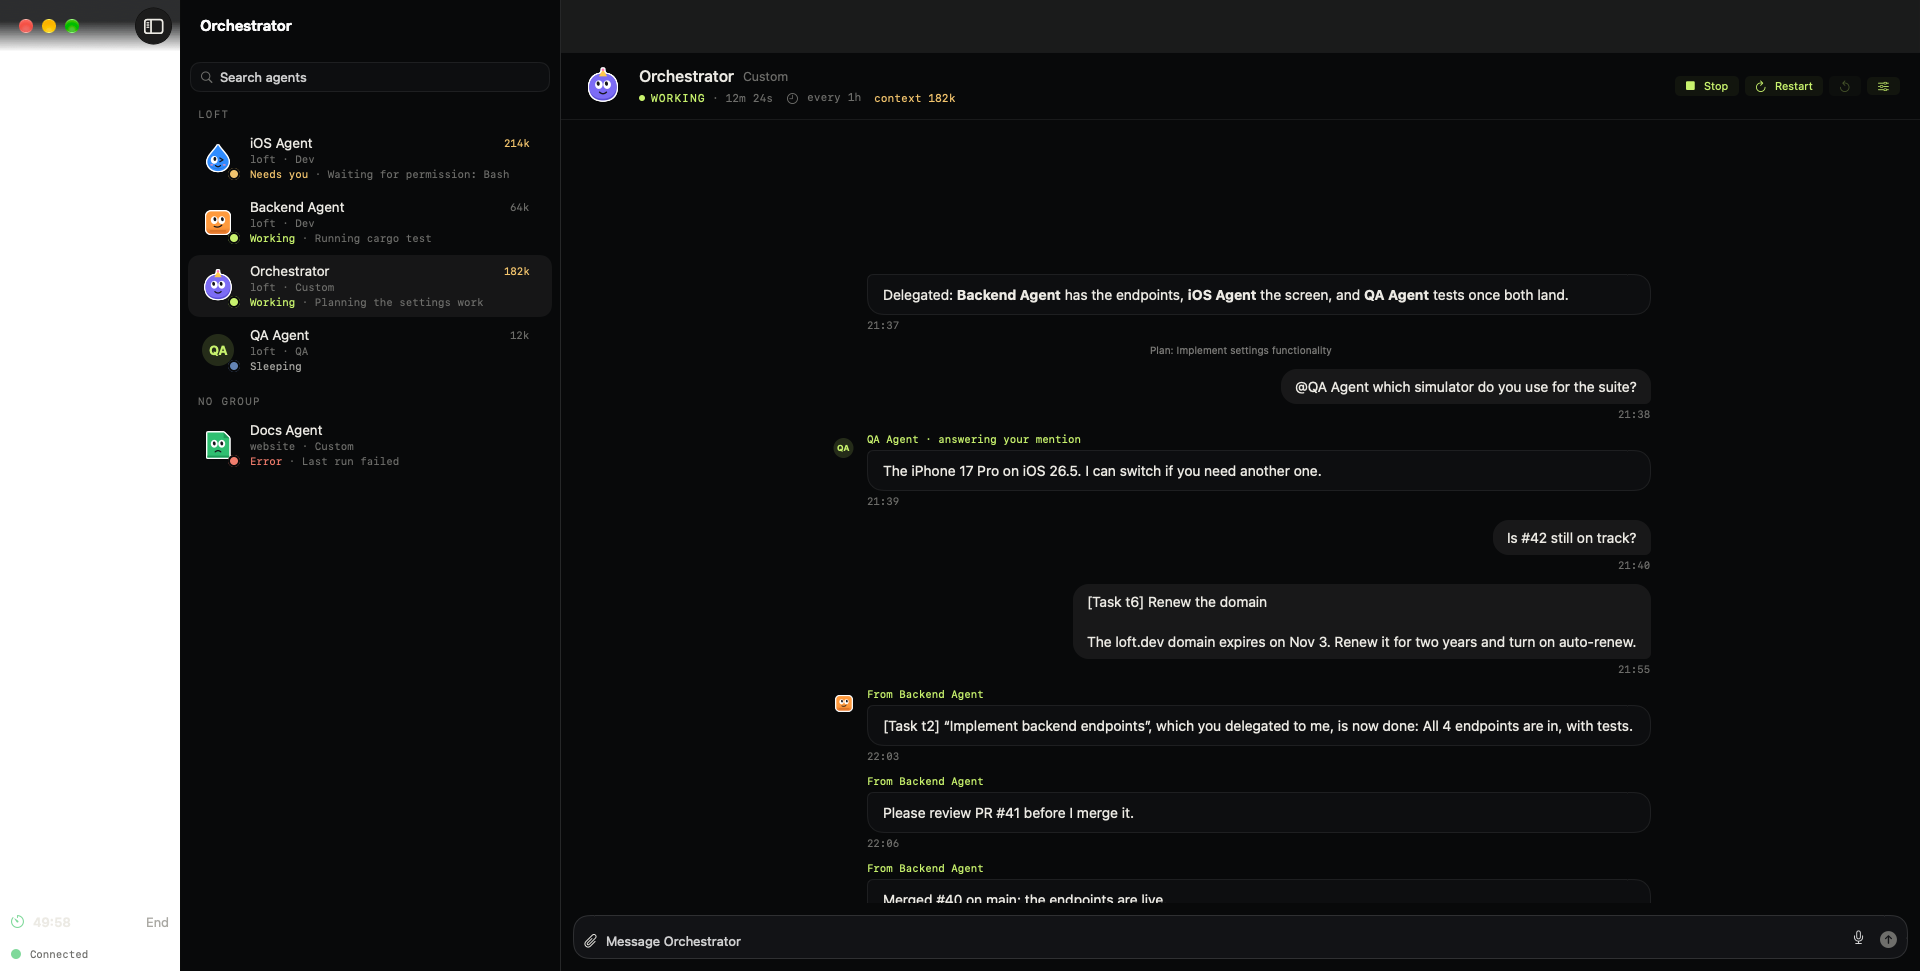 Orchestrator
Search agents
LOFT
iOS Agent 214k
loft · Dev
Needs you · Waiting for permission: Bash
Backend Agent 64k
loft · Dev
Working · Running cargo test
Orchestrator 182k
loft · Custom
Working · Planning the settings work
QA
QA Agent 12k
loft · QA
Sleeping
NO GROUP
Docs Agent
website · Custom
Error · Last run failed
49:58 End
Connected
Orchestrator Custom
WORKING · 12m 24s every 1h context 182k
Stop Restart
Delegated: Backend Agent has the endpoints, iOS Agent the screen, and QA Agent tests once both land.
21:37
Plan: Implement settings functionality
@QA Agent which simulator do you use for the suite?
21:38
QA
QA Agent · answering your mention
The iPhone 17 Pro on iOS 26.5. I can switch if you need another one.
21:39
Is #42 still on track?
21:40
[Task t6] Renew the domain
The loft.dev domain expires on Nov 3. Renew it for two years and turn on auto-renew.
21:55
From Backend Agent
[Task t2] “Implement backend endpoints”, which you delegated to me, is now done: All 4 endpoints are in, with tests.
22:03
From Backend Agent
Please review PR #41 before I merge it.
22:06
From Backend Agent
Merged #40 on main: the endpoints are live
Message Orchestrator